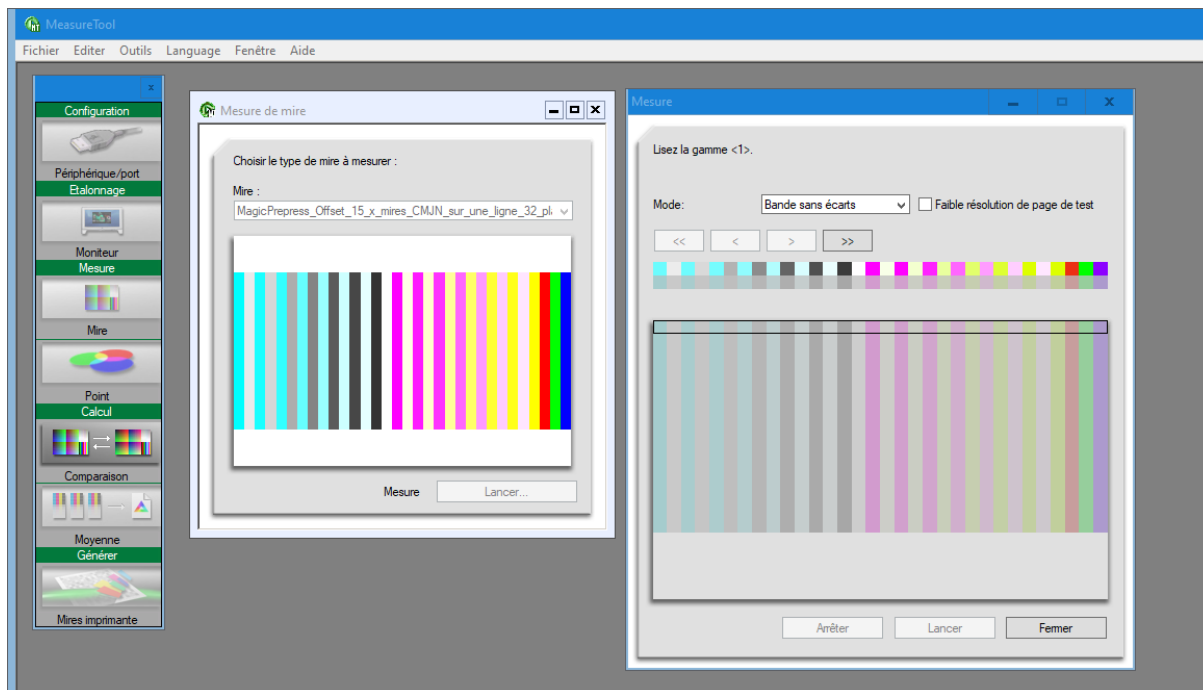 MeasureTool
Fichier Editer Outils Language Fenêtre Aide
Configuration
Périphérique/port
Etalonnage
Moniteur
Mesure
Mire
Point
Calcul
Comparaison
Moyenne
Générer
Mires imprimante
Mesure de mire
Choisir le type de mire à mesurer :
Mire :
MagicPrepress_Offset_15_x_mires_CMJN_sur_une_ligne_32_pl
Mesure Lancer...
Mesure
Lisez la gamme <1>.
Mode: Bande sans écarts Faible résolution de page de test
<< < > >>
Arrêter Lancer Fermer